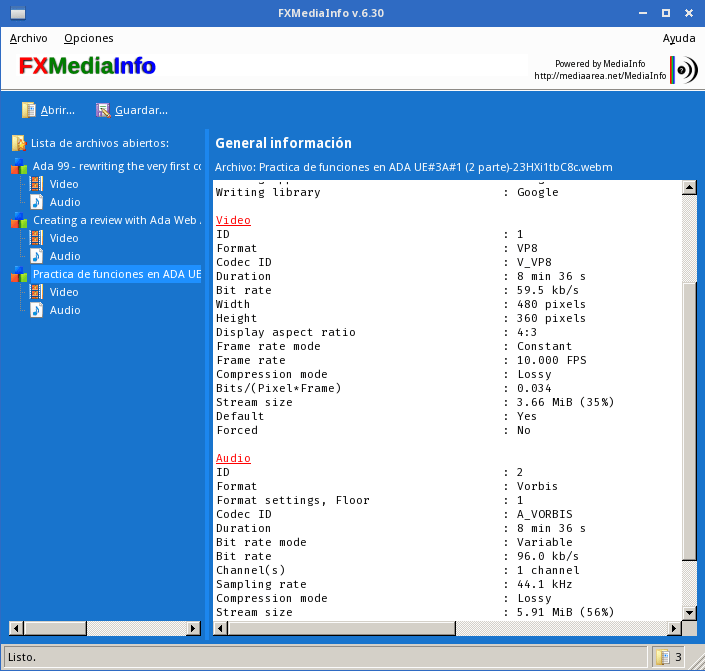 FXMediaInfo v.6.30
Archivo Opciones Ayuda
FXMediaInfo
Powered by MediaInfo
http://mediaarea.net/MediaInfo
Abrir... Guardar...
Lista de archivos abiertos:
Ada 99 - rewriting the very first
Video
Audio
Creating a review with Ada Web
Video
Audio
Practica de funciones en ADA UE
Video
Audio
General información
Archivo: Practica de funciones en ADA UE#3A#1 (2 parte)-23HXi1tbC8c.webm
Writing library : Google
Video
ID : 1
Format : VP8
Codec ID : V_VP8
Duration : 8 min 36 s
Bit rate : 59.5 kb/s
Width : 480 pixels
Height : 360 pixels
Display aspect ratio : 4:3
Frame rate mode : Constant
Frame rate : 10.000 FPS
Compression mode : Lossy
Bits/(Pixel*Frame) : 0.034
Stream size : 3.66 MiB (35%)
Default : Yes
Forced : No
Audio
ID : 2
Format : Vorbis
Format settings, Floor : 1
Codec ID : A_VORBIS
Duration : 8 min 36 s
Bit rate mode : Variable
Bit rate : 96.0 kb/s
Channel(s) : 1 channel
Sampling rate : 44.1 kHz
Compression mode : Lossy
Stream size : 5.91 MiB (56%)
Listo. 3